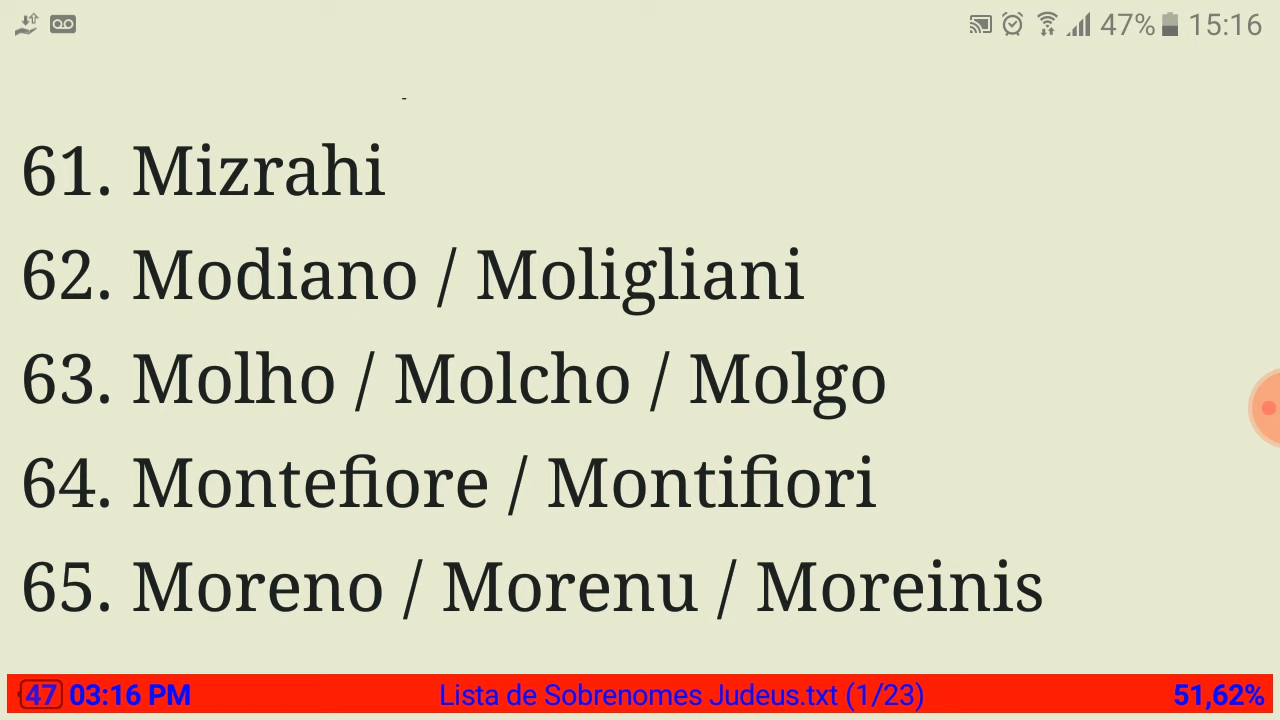 47% 15:16
-
61. Mizrahi
62. Modiano / Moligliani
63. Molho / Molcho / Molgo
64. Montefiore / Montifiori
65. Moreno / Morenu / Moreinis
47 03:16 PM Lista de Sobrenomes Judeus.txt (1/23) 51,62%